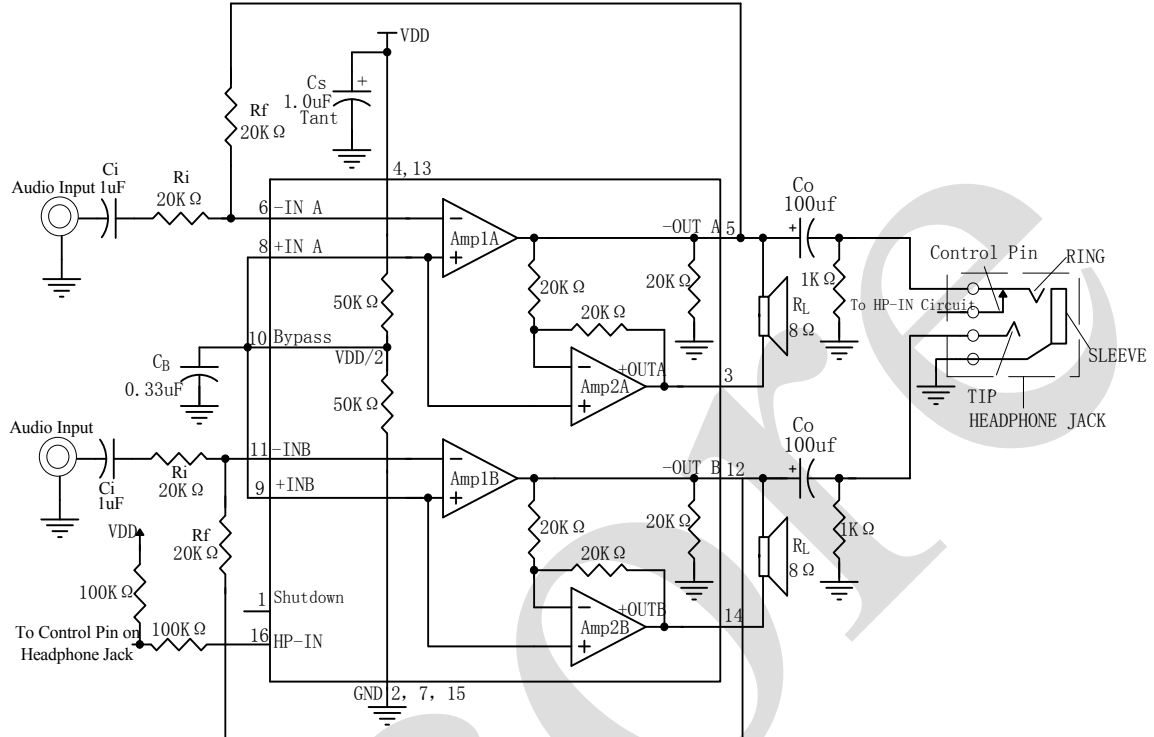 VDD
Cs
1.0uF
Tant
+
Rf
20KΩ
4,13
Ci
1uF
Audio Input
Ri
20KΩ
6
-IN A
8
+IN A
Amp1A
-
+
-OUT A
5
Co
100uf
+
Control Pin
RING
20KΩ
20KΩ
1KΩ
50KΩ
20KΩ
RL
8Ω
To HP-IN Circuit
10
Bypass
VDD/2
CB
0.33uF
-
+
Amp2A
+OUTA
3
SLEEVE
TIP
HEADPHONE JACK
50KΩ
Audio Input
Ci
1uF
Ri
20KΩ
11
-INB
9
+INB
Amp1B
-
+
-OUT B
12
Co
100uf
+
VDD
Rf
20KΩ
20KΩ
20KΩ
1KΩ
20KΩ
RL
8Ω
100KΩ
1
Shutdown
-
+
Amp2B
+OUTB
14
To Control Pin on
Headphone Jack
100KΩ
16
HP-IN
GND 2, 7, 15
ore